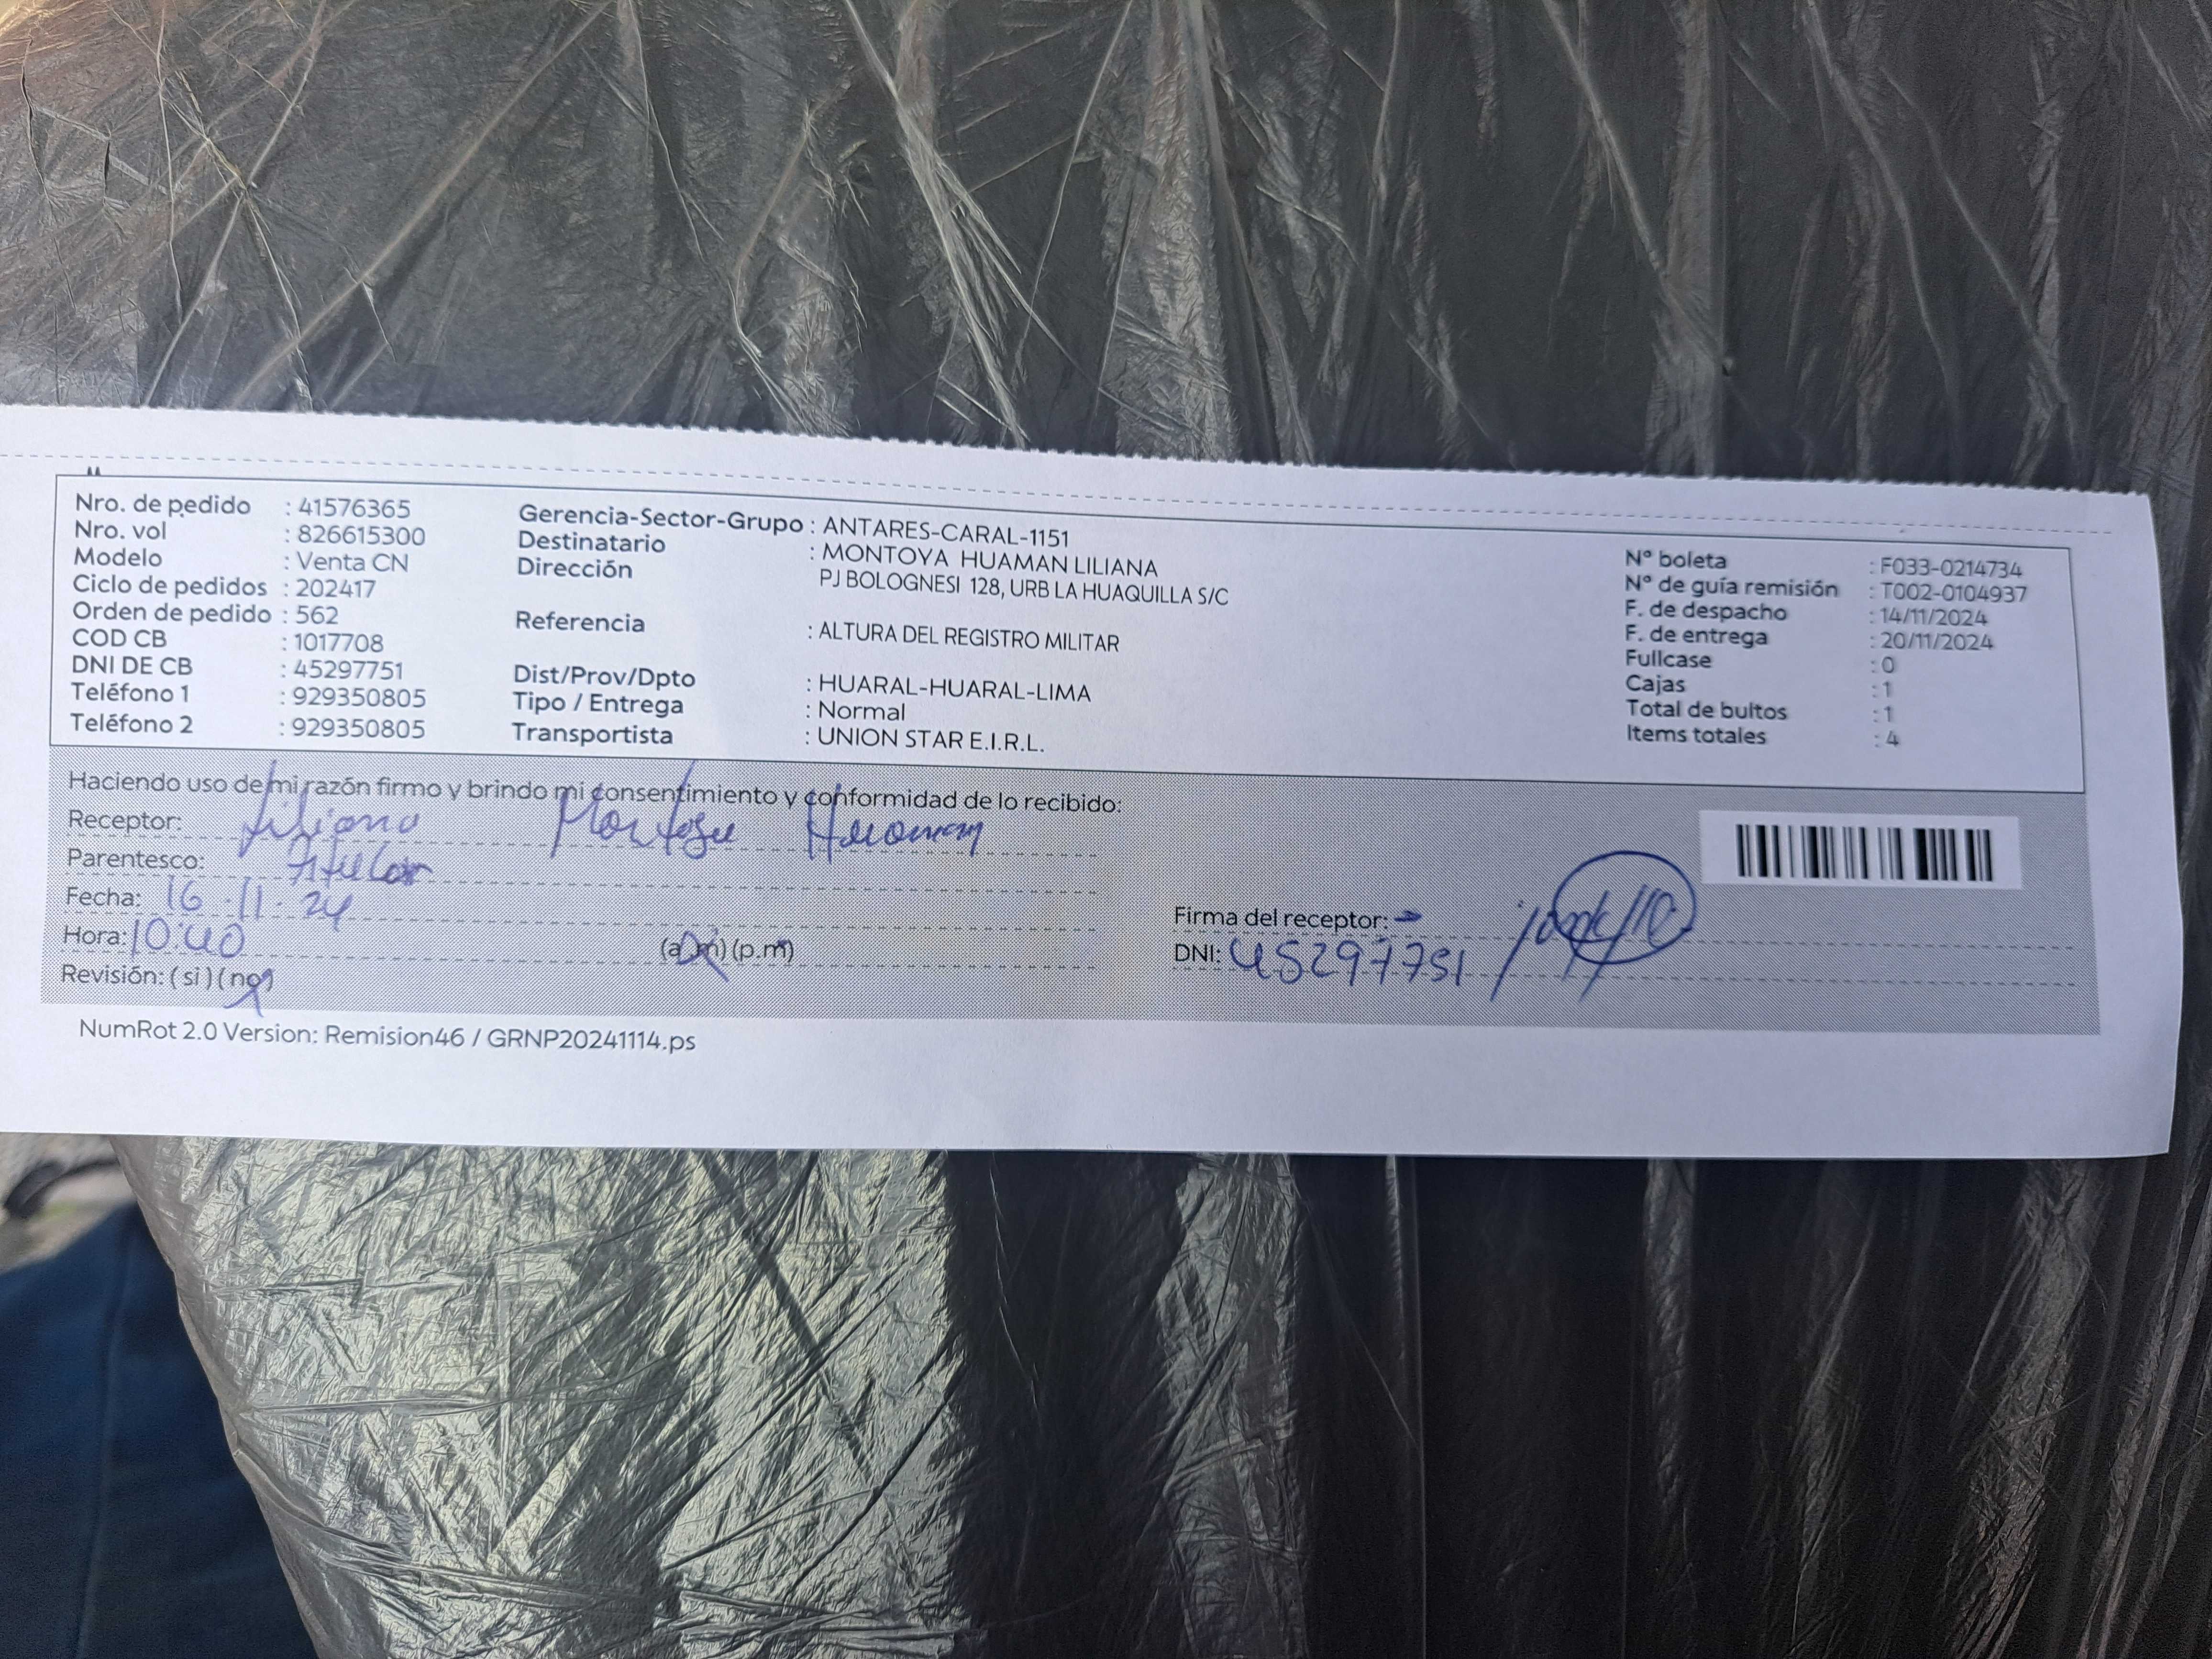 Nro. de pedido : 41576365
Nro. vol : 826615300
Modelo : Venta CN
Ciclo de pedidos : 202417
Orden de pedido : 562
COD CB : 1017708
DNI DE CB : 45297751
Teléfono 1 : 929350805
Teléfono 2 : 929350805
Gerencia-Sector-Grupo : ANTARES-CARAL-1151
Destinatario : MONTOYA HUAMAN LILIANA
Dirección PJ BOLOGNESI 128, URB LA HUAQUILLA S/C
Referencia : ALTURA DEL REGISTRO MILITAR
Dist/Prov/Dpto : HUARAL-HUARAL-LIMA
Tipo / Entrega : Normal
Transportista : UNION STAR E.I.R.L.
N° boleta : F033-0214734
N° de guía remisión : T002-0104937
F. de despacho : 14/11/2024
F. de entrega : 20/11/2024
Fullcase : 0
Cajas : 1
Total de bultos : 1
Items totales : 4
Haciendo uso de mi razón firmo y brindo mi consentimiento y conformidad de lo recibido:
Receptor: Liliana Montoya Huaman
Parentesco: Titular
Fecha: 16.11.24
Hora: 10:40 (a.m) (p.m)
Revisión: (si) (no)
Firma del receptor:
DNI: 45297751
NumRot 2.0 Version: Remision46 / GRNP20241114.ps